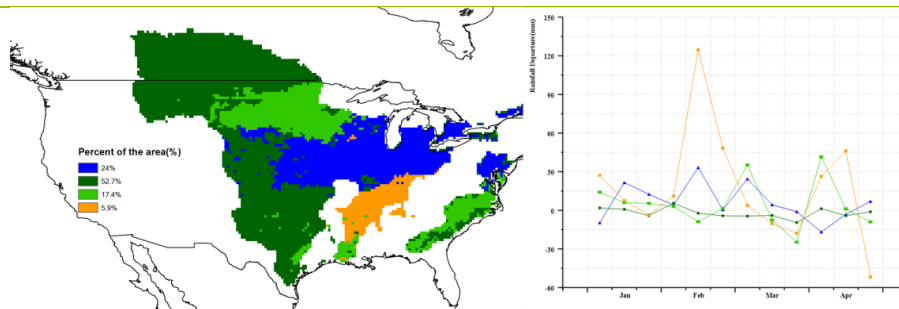 Percent of the area(%)
24%
52.7%
17.4%
5.9%
Rainfall Departure(mm)
150
120
90
60
30
0
-30
-60
Jan
Feb
Mar
Apr